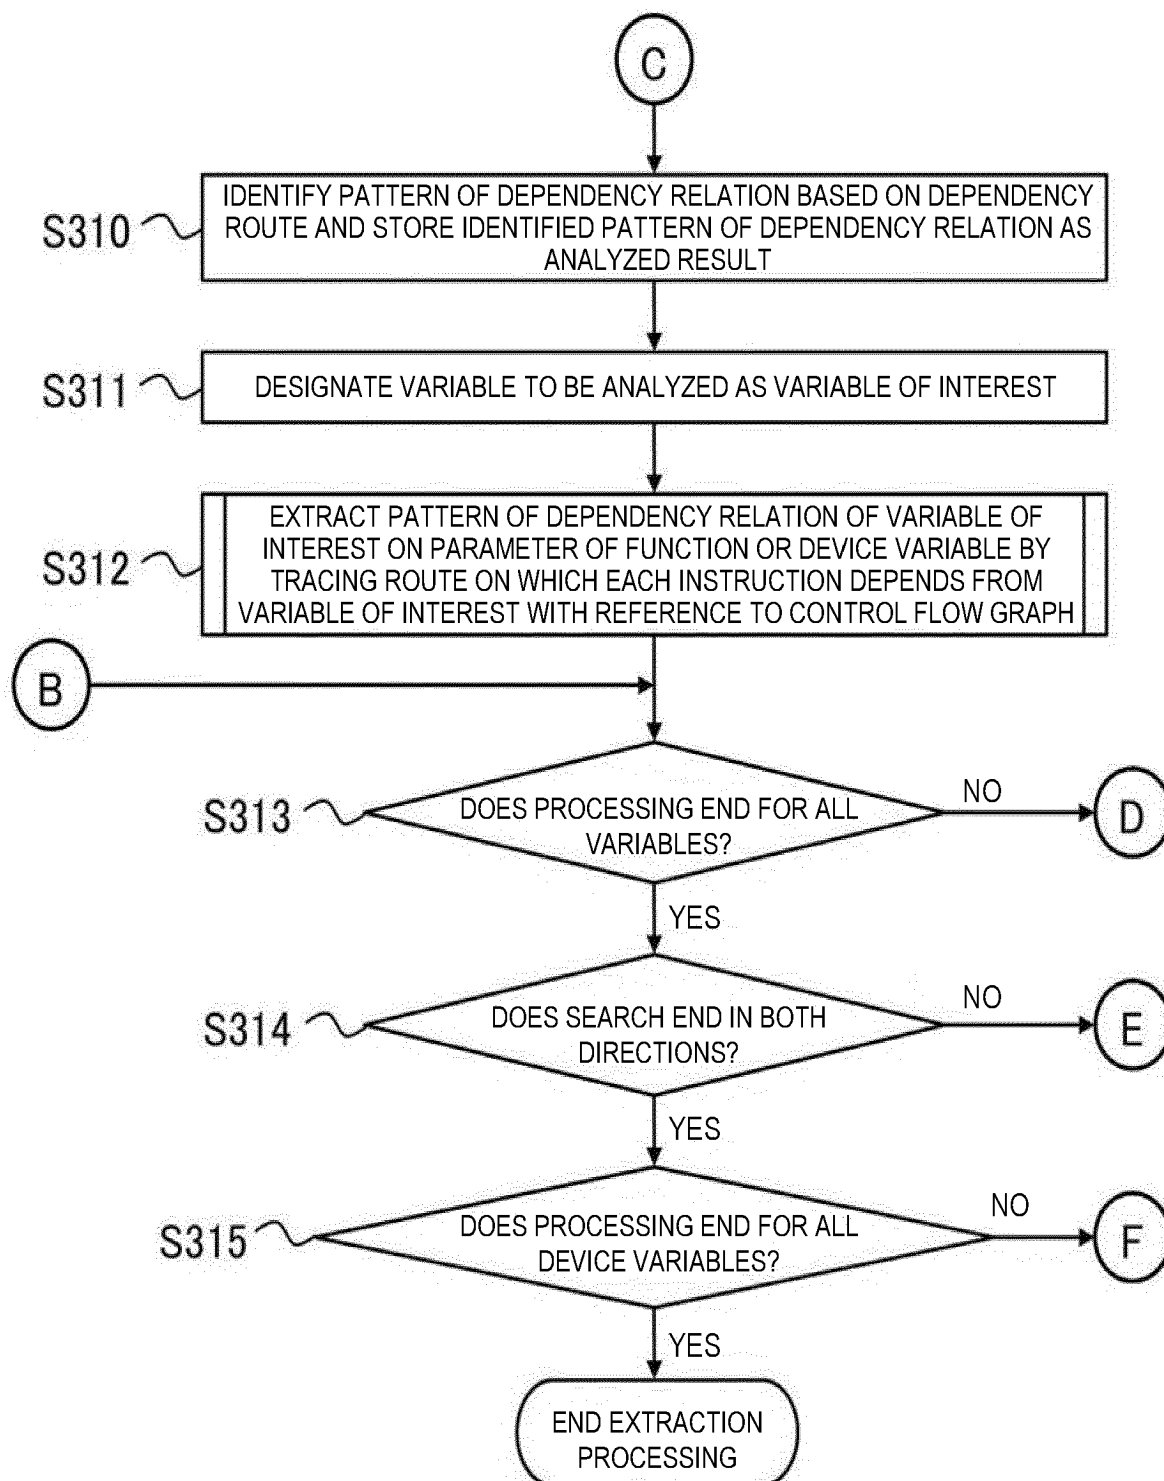 C
S310
IDENTIFY PATTERN OF DEPENDENCY RELATION BASED ON DEPENDENCY
ROUTE AND STORE IDENTIFIED PATTERN OF DEPENDENCY RELATION AS
ANALYZED RESULT
S311
DESIGNATE VARIABLE TO BE ANALYZED AS VARIABLE OF INTEREST
S312
EXTRACT PATTERN OF DEPENDENCY RELATION OF VARIABLE OF
INTEREST ON PARAMETER OF FUNCTION OR DEVICE VARIABLE BY
TRACING ROUTE ON WHICH EACH INSTRUCTION DEPENDS FROM
VARIABLE OF INTEREST WITH REFERENCE TO CONTROL FLOW GRAPH
B
S313
DOES PROCESSING END FOR ALL
VARIABLES?
NO
D
YES
S314
DOES SEARCH END IN BOTH
DIRECTIONS?
NO
E
YES
S315
DOES PROCESSING END FOR ALL
DEVICE VARIABLES?
NO
F
YES
END EXTRACTION
PROCESSING